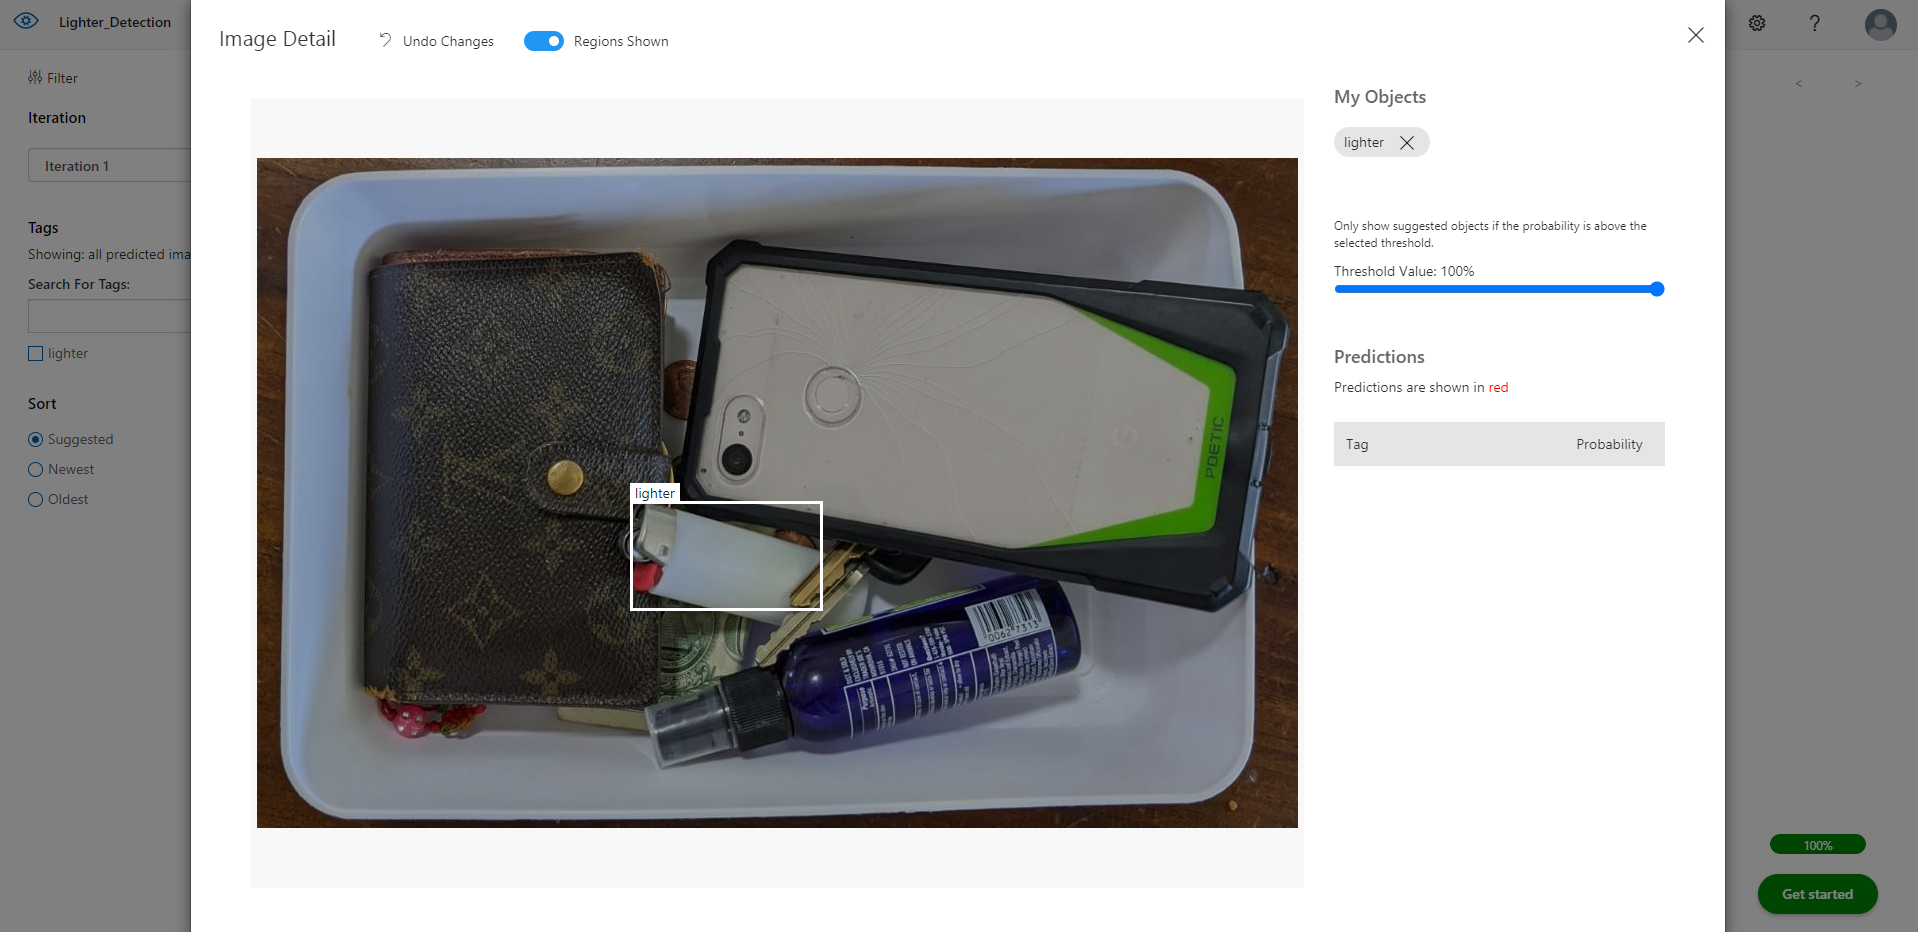 Lighter_Detection
Image Detail
Undo Changes
Regions Shown
?
Filter
Iteration
Iteration 1
Tags
Showing: all predicted ima
Search For Tags:
lighter
Sort
Suggested
Newest
Oldest
lighter
POETIC
G
00627313
My Objects
lighter
Only show suggested objects if the probability is above the
selected threshold.
Threshold Value: 100%
Predictions
Predictions are shown in red
Tag Probability
< >
100%
Get started